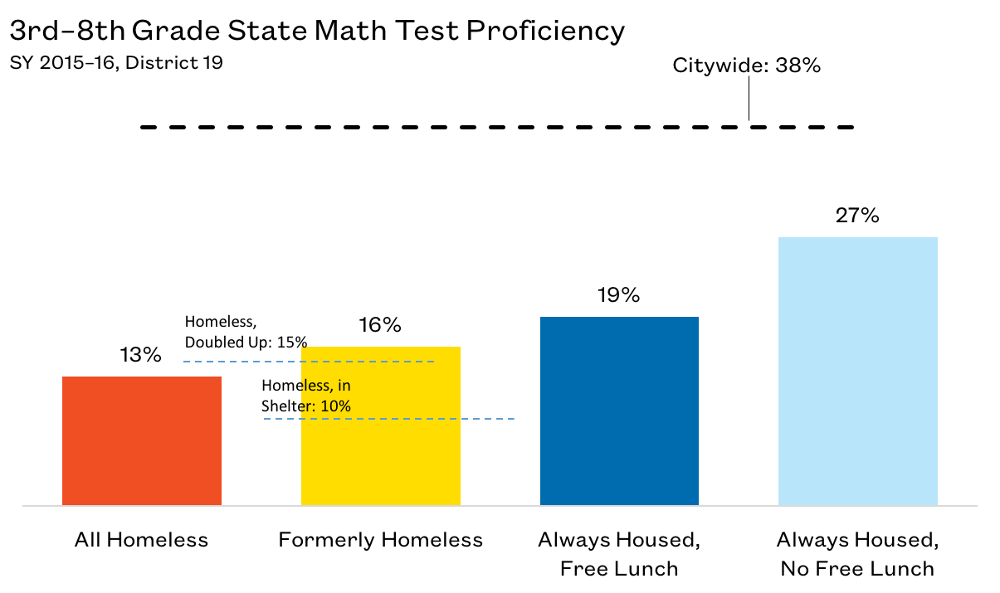 3rd–8th Grade State Math Test Proficiency
SY 2015–16, District 19
Citywide: 38%
27%
19%
Homeless,
Doubled Up: 15%
16%
13%
Homeless, in
Shelter: 10%
All Homeless
Formerly Homeless
Always Housed,
Free Lunch
Always Housed,
No Free Lunch